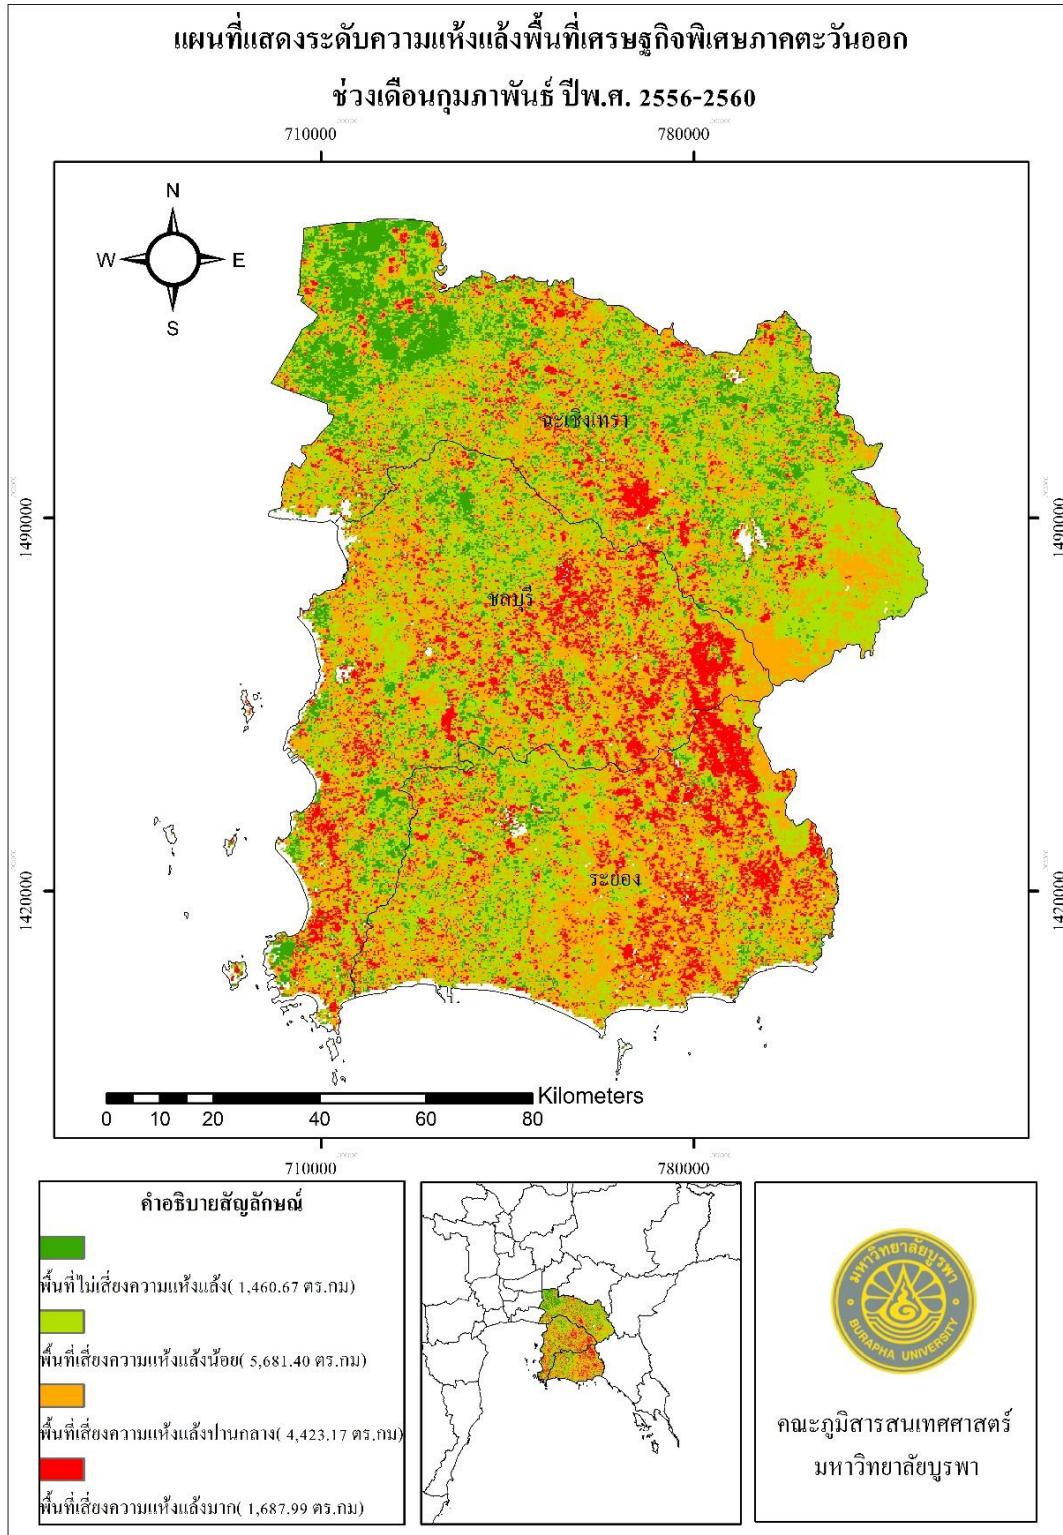 แผนที่แสดงระดับความแห้งแล้งพื้นที่เศรษฐกิจพิเศษภาคตะวันออก
ช่วงเดือนกุมภาพันธ์ ปีพ.ศ. 2556-2560
710000 780000
N
W E
S
ฉะเชิงเทรา
1490000 1490000
ชลบุรี
ระยอง
1420000 1420000
Kilometers
0 10 20 40 60 80
710000 780000
คำอธิบายสัญลักษณ์
พื้นที่ไม่เสี่ยงความแห้งแล้ง( 1,460.67 ตร.กม)
พื้นที่เสี่ยงความแห้งแล้งน้อย( 5,681.40 ตร.กม)
พื้นที่เสี่ยงความแห้งแล้งปานกลาง( 4,423.17 ตร.กม)
พื้นที่เสี่ยงความแห้งแล้งมาก( 1,687.99 ตร.กม)
มหาวิทยาลัยบูรพา
BURAPHA UNIVERSITY
คณะภูมิสารสนเทศศาสตร์
มหาวิทยาลัยบูรพา